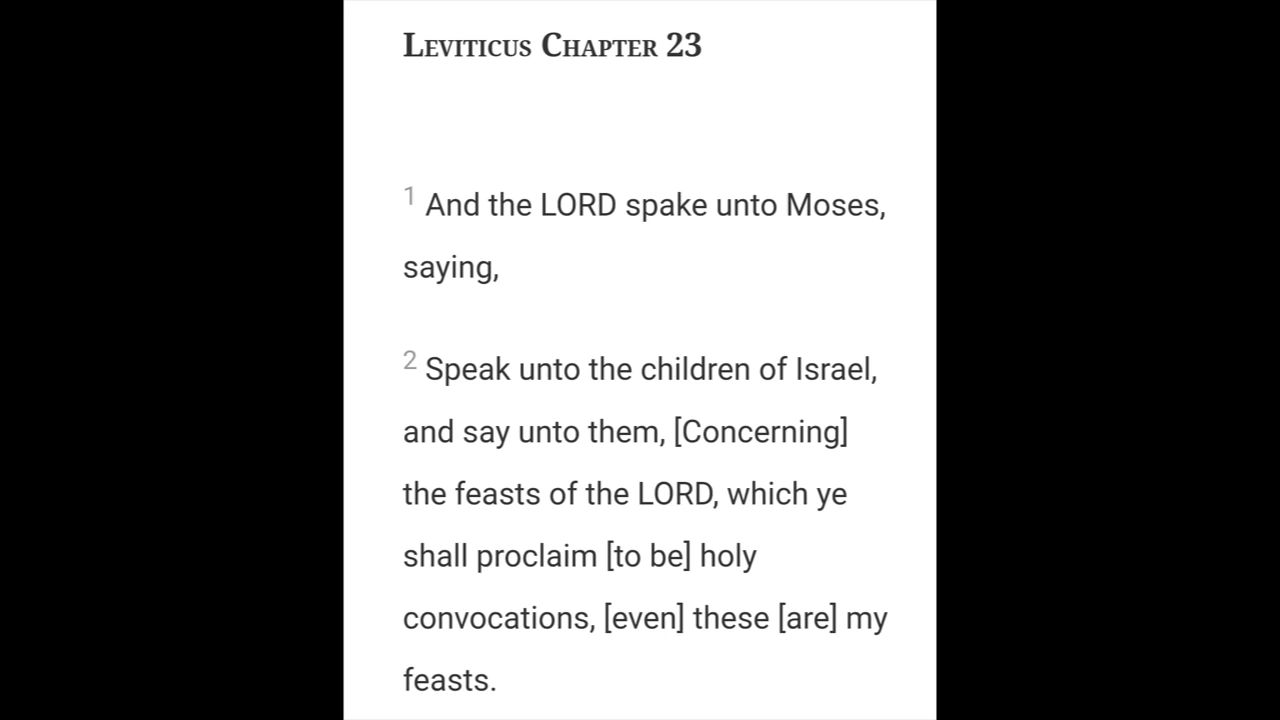 Leviticus Chapter 23
1 And the LORD spake unto Moses,
saying,
2 Speak unto the children of Israel,
and say unto them, [Concerning]
the feasts of the LORD, which ye
shall proclaim [to be] holy
convocations, [even] these [are] my
feasts.